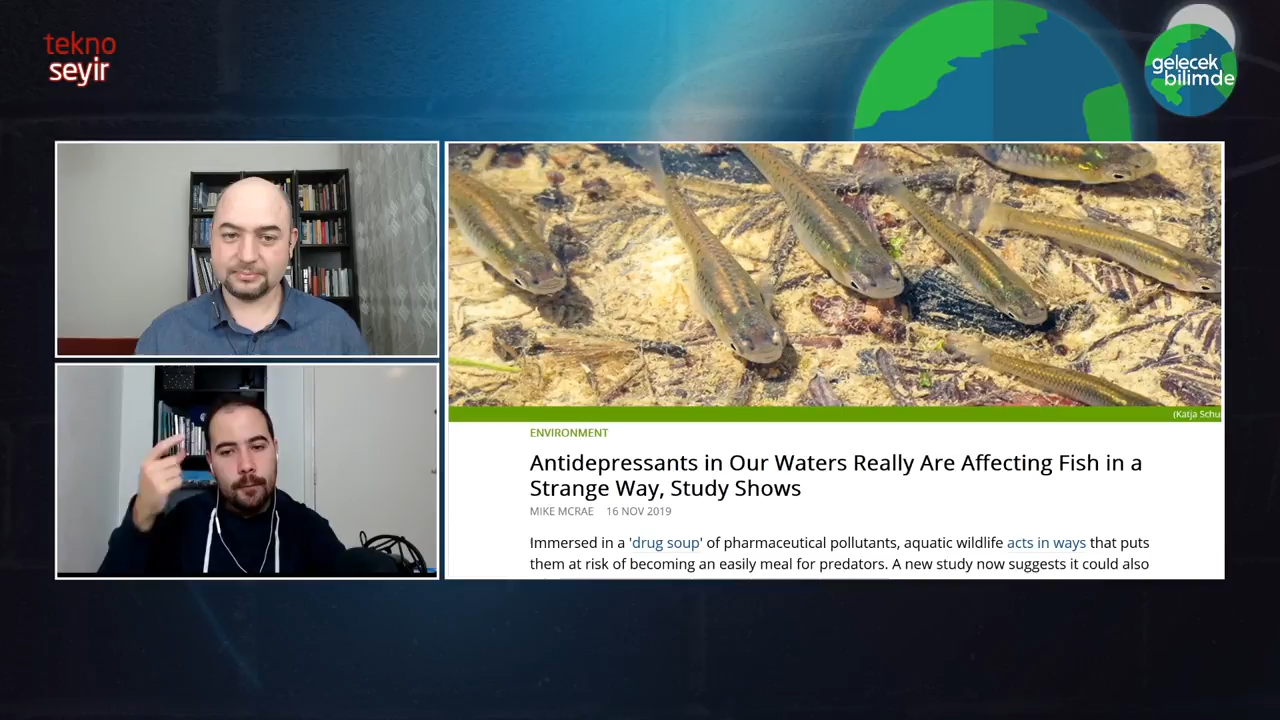 tekno
seyir
gelecek
bilimde
(Katja Schu
ENVIRONMENT
Antidepressants in Our Waters Really Are Affecting Fish in a
Strange Way, Study Shows
MIKE MCRAE 16 NOV 2019
Immersed in a 'drug soup' of pharmaceutical pollutants, aquatic wildlife acts in ways that puts
them at risk of becoming an easily meal for predators. A new study now suggests it could also